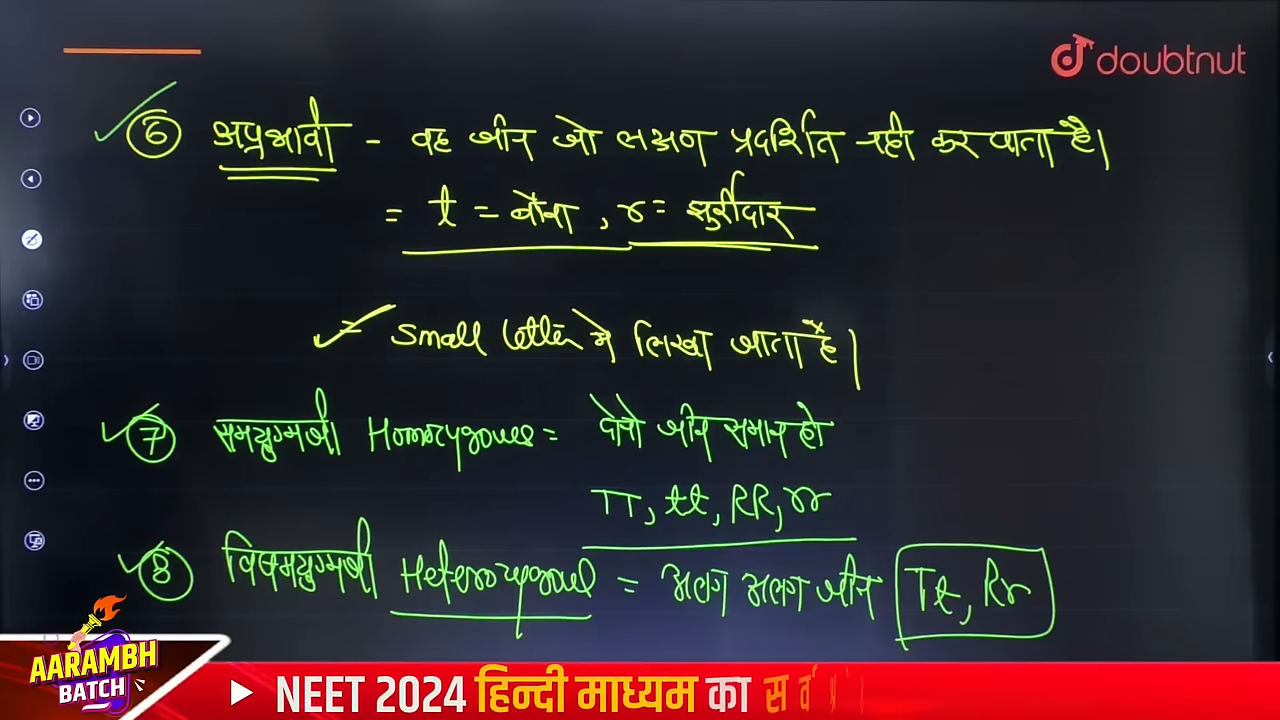 doubtnut
6 अप्रभावी - वह जीन जो लक्षण प्रदर्शित नही कर पाता है।
= t = बौना, r = झुर्रीदार
= Small letter मे लिखा जाता है।
7 समयुग्मजी Homozygous = दोनो जीन समान हो
TT, tt, RR, rr
8 विषमयुग्मजी Heterozygous = अलग अलग जीन Tt, Rr
AARAMBH
BATCH
NEET 2024 हिन्दी माध्यम का स र्व